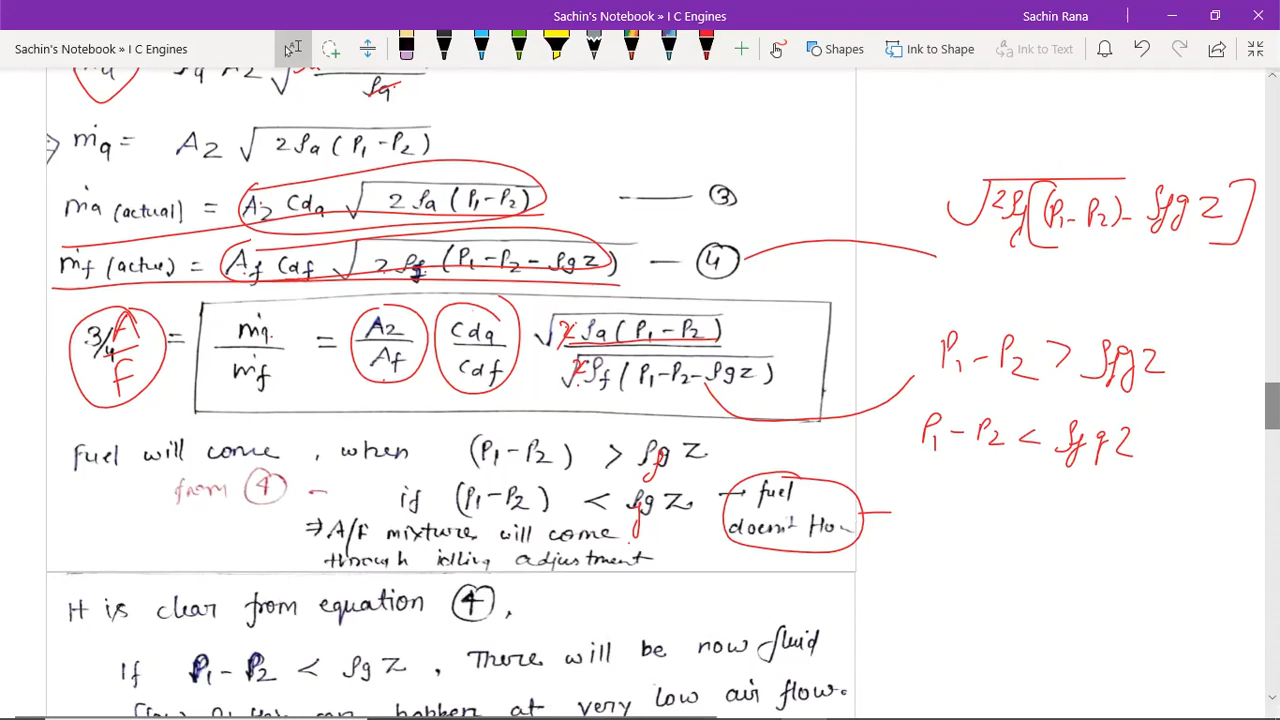 Sachin's Notebook » I C Engines
Sachin Rana
Sachin's Notebook » I C Engines
Shapes
Ink to Shape
Ink to Text
ṁa = A2 √2ρa (P1-P2)
ṁa (actual) = A2 Cda √2 ρa (P1-P2) —— ③
√2ρf[(P1-P2)- ρfgz]
ṁf (actual) = Af Cdf √2 ρf (P1-P2-ρgz) — ④
A/F = ṁa/ṁf = A2/Af Cda/Cdf √2ρa(P1-P2)/√2ρf(P1-P2-ρgz)
P1-P2 > ρfgz
P1-P2 < ρfgz
fuel will come, when (P1-P2) > ρfgz
from ④ - if (P1-P2) < ρfgz. → fuel
doesn't flow
⇒ A/F mixture will come
through idling adjustment
It is clear from equation ④,
If P1-P2 < ρgz, There will be now fluid
happen at very low air flow.